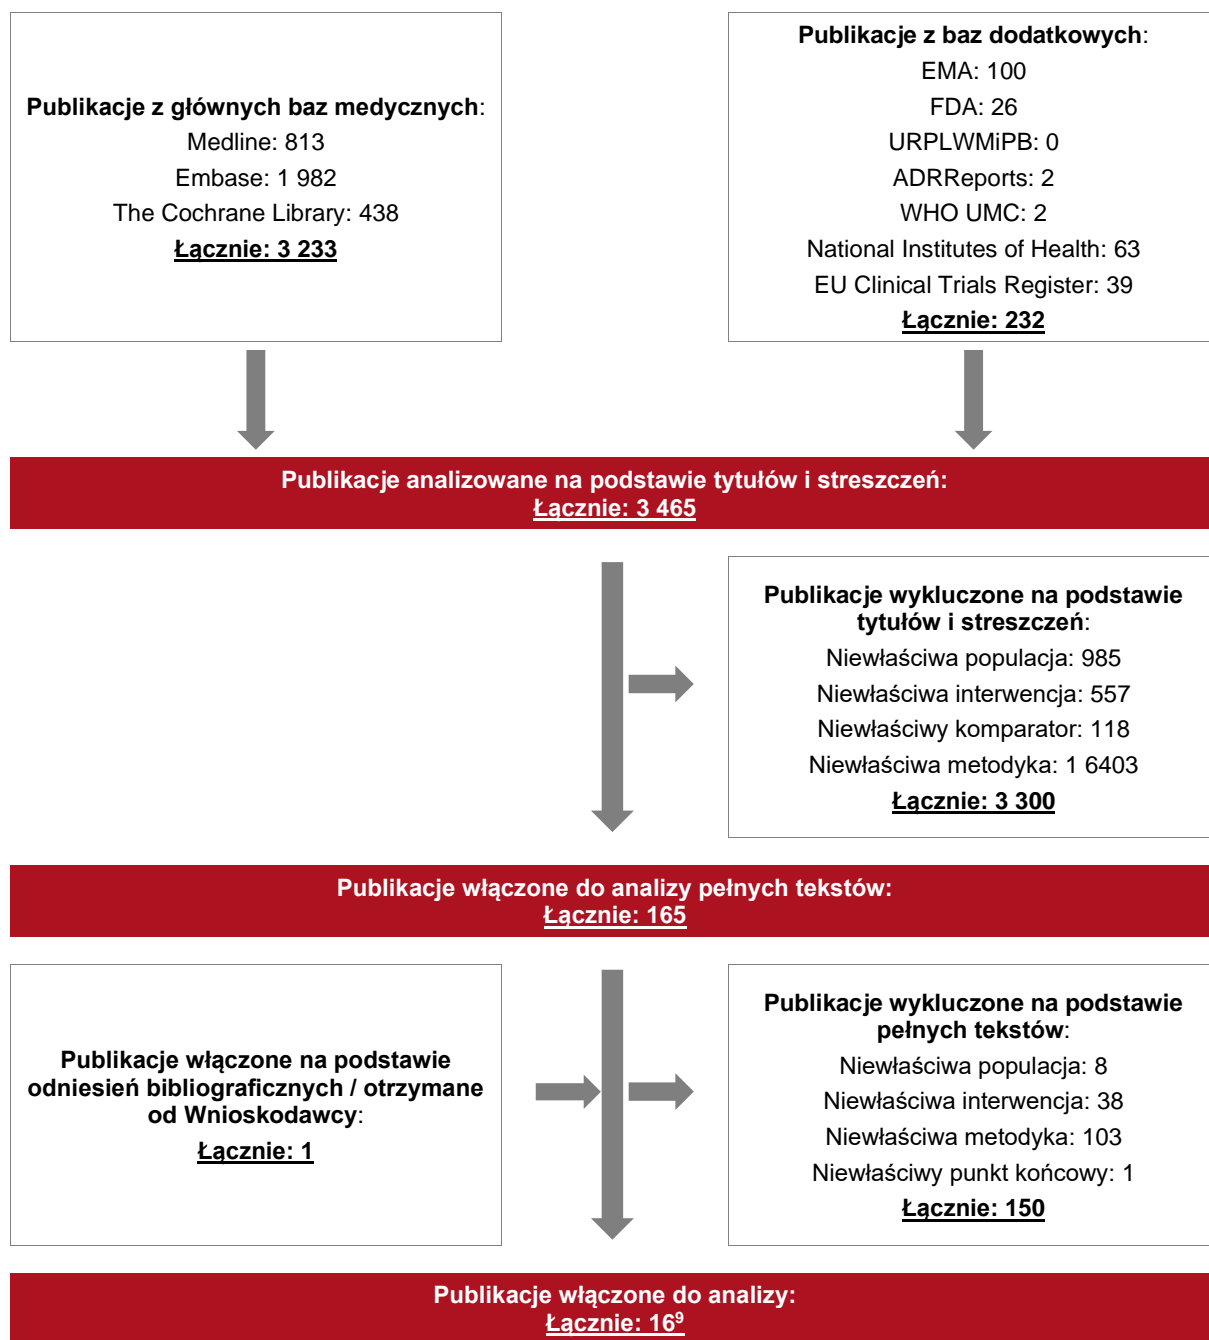 Publikacje z głównych baz medycznych:
Medline: 813
Embase: 1 982
The Cochrane Library: 438
Łącznie: 3 233
Publikacje z baz dodatkowych:
EMA: 100
FDA: 26
URPLWMiPB: 0
ADRReports: 2
WHO UMC: 2
National Institutes of Health: 63
EU Clinical Trials Register: 39
Łącznie: 232
Publikacje analizowane na podstawie tytułów i streszczeń:
Łącznie: 3 465
Publikacje wykluczone na podstawie
tytułów i streszczeń:
Niewłaściwa populacja: 985
Niewłaściwa interwencja: 557
Niewłaściwy komparator: 118
Niewłaściwa metodyka: 1 6403
Łącznie: 3 300
Publikacje włączone do analizy pełnych tekstów:
Łącznie: 165
Publikacje włączone na podstawie
odniesień bibliograficznych / otrzymane
od Wnioskodawcy:
Łącznie: 1
Publikacje wykluczone na podstawie
pełnych tekstów:
Niewłaściwa populacja: 8
Niewłaściwa interwencja: 38
Niewłaściwa metodyka: 103
Niewłaściwy punkt końcowy: 1
Łącznie: 150
Publikacje włączone do analizy:
Łącznie: 16⁹